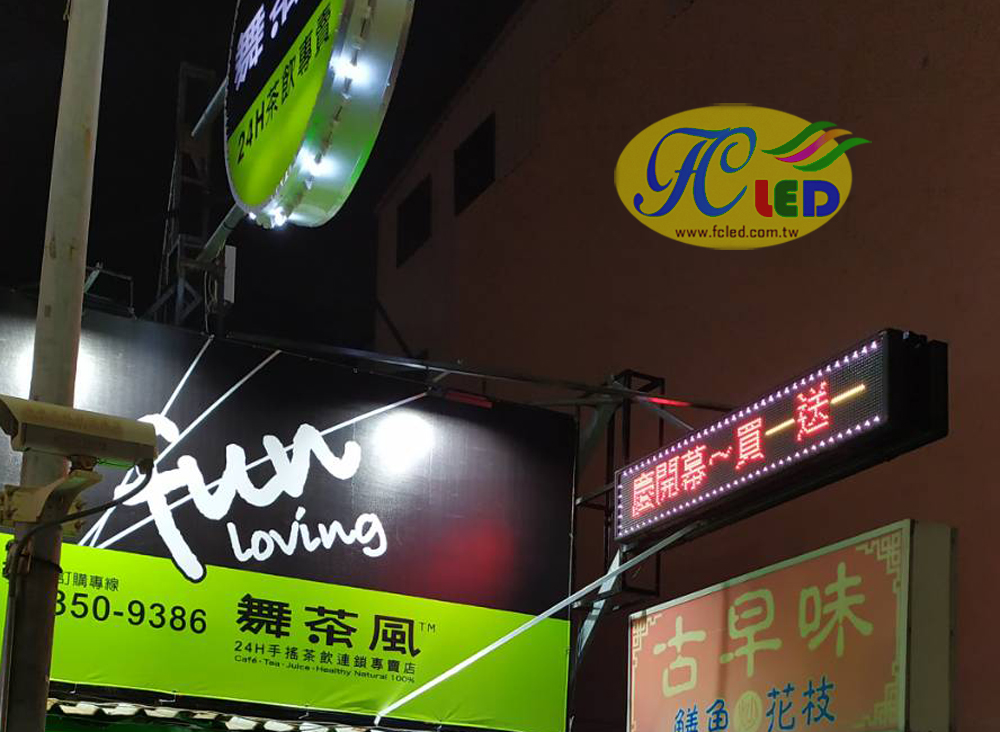 舞茶
24H茶飲專賣
FC LED
www.fcled.com.tw
慶開幕～買一送一
fun
loving
訂購專線
350-9386
舞茶風™
24H手搖茶飲連鎖專賣店
Café·Tea·Juice·Healthy Natural 100%
古早味
鱔魚 炒 花枝